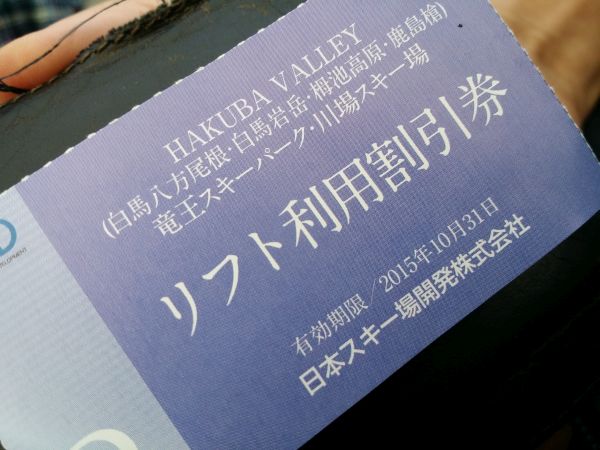 HAKUBA VALLEY
(白馬八方尾根・白馬岩岳・栂池高原・鹿島槍)
竜王スキーパーク・川場スキー場
リフト利用割引券
有効期限/2015年10月31日
日本スキー場開発株式会社